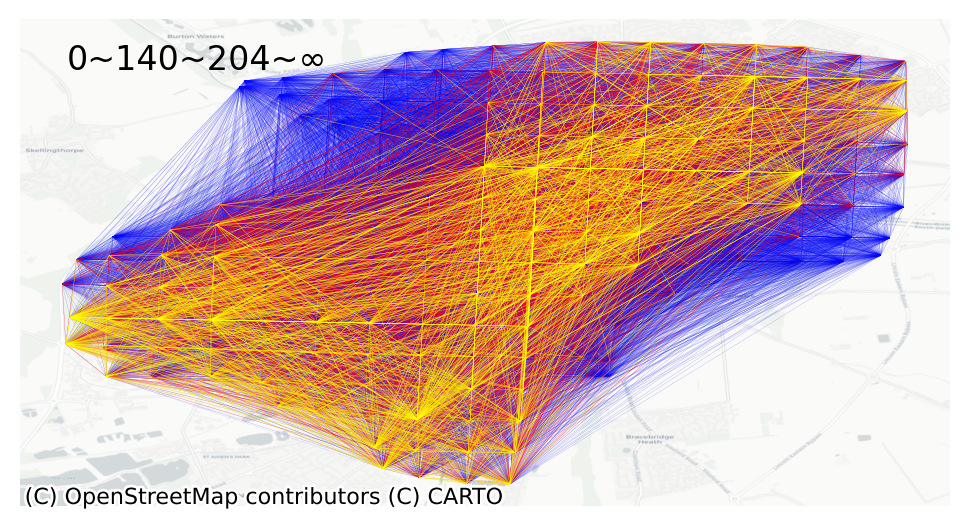 Burton Waters
0~140~204~∞
Skellingthorpe
Bracebridge
Heath
(C) OpenStreetMap contributors (C) CARTO